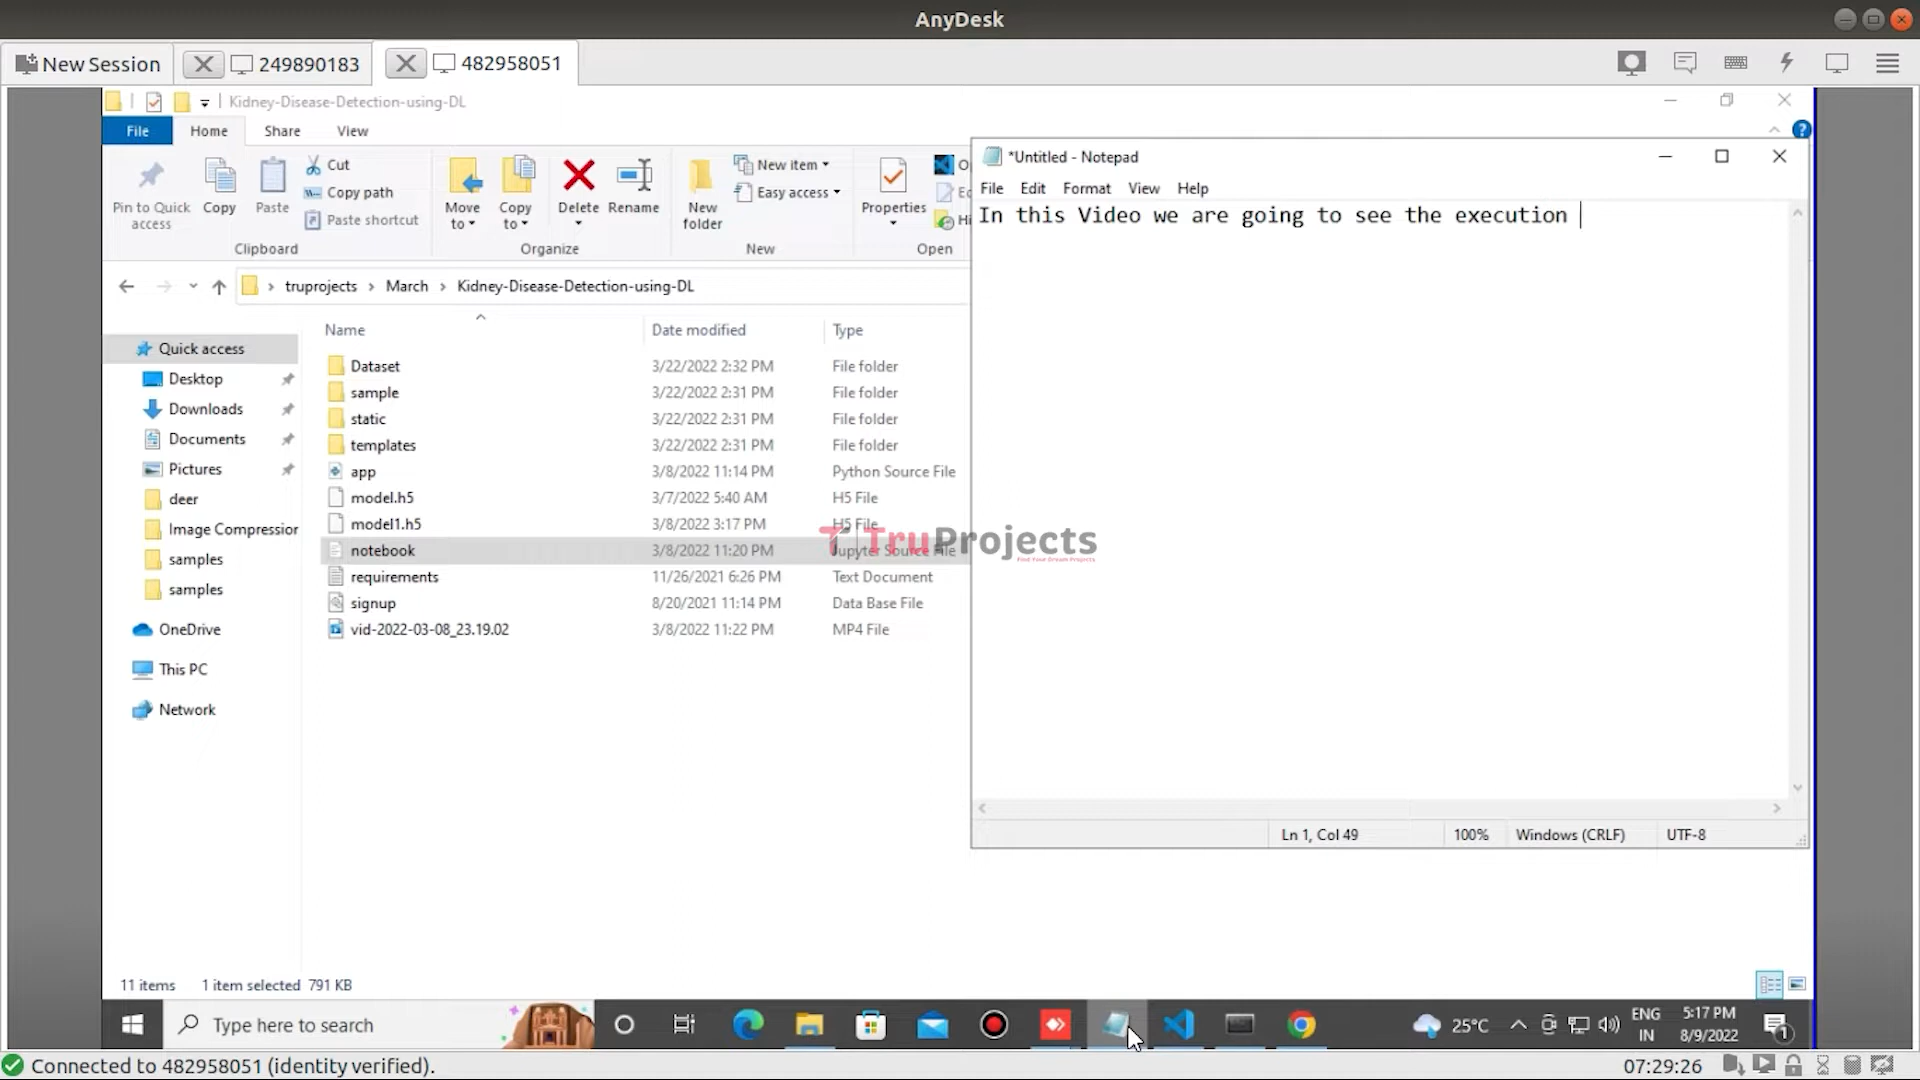 AnyDesk
New Session
249890183
482958051
Kidney-Disease-Detection-using-DL
File
Home
Share
View
Pin to Quick access
Copy
Paste
Cut
Copy path
Paste shortcut
Clipboard
Move to
Copy to
Delete
Rename
Organize
New folder
New item
Easy access
New
Properties
Open
truprojects
March
Kidney-Disease-Detection-using-DL
Name
Date modified
Type
Quick access
Desktop
Downloads
Documents
Pictures
deer
Image Compression
samples
samples
OneDrive
This PC
Network
Dataset 3/22/2022 2:32 PM File folder
sample 3/22/2022 2:31 PM File folder
static 3/22/2022 2:31 PM File folder
templates 3/22/2022 2:31 PM File folder
app 3/8/2022 11:14 PM Python Source File
model.h5 3/7/2022 5:40 AM H5 File
model1.h5 3/8/2022 3:17 PM H5 File
notebook 3/8/2022 11:20 PM Jupyter Source File
requirements 11/26/2021 6:26 PM Text Document
signup 8/20/2021 11:14 PM Data Base File
vid-2022-03-08_23.19.02 3/8/2022 11:22 PM MP4 File
TruProjects
Find Your Dream Projects
*Untitled - Notepad
File Edit Format View Help
In this Video we are going to see the execution
Ln 1, Col 49
100%
Windows (CRLF)
UTF-8
11 items
1 item selected 791 KB
Type here to search
25°C
ENG
IN
5:17 PM
8/9/2022
1
Connected to 482958051 (identity verified).
07:29:26